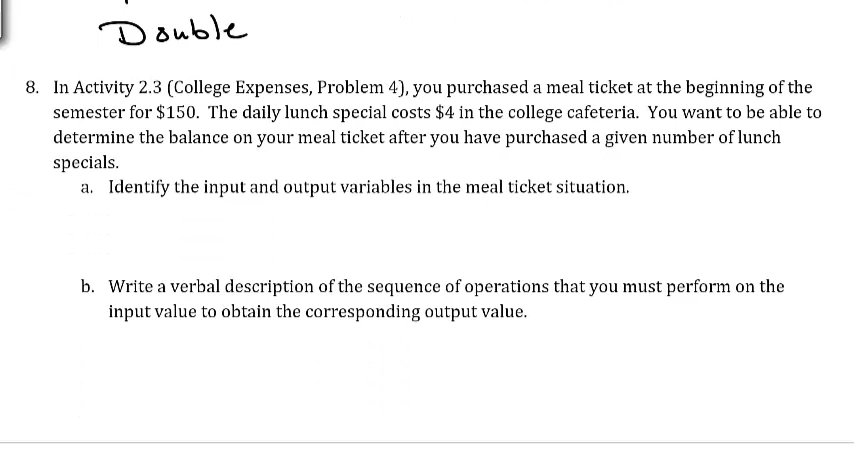 Double
8. In Activity 2.3 (College Expenses, Problem 4), you purchased a meal ticket at the beginning of the
semester for $150. The daily lunch special costs $4 in the college cafeteria. You want to be able to
determine the balance on your meal ticket after you have purchased a given number of lunch
specials.
a. Identify the input and output variables in the meal ticket situation.
b. Write a verbal description of the sequence of operations that you must perform on the
input value to obtain the corresponding output value.